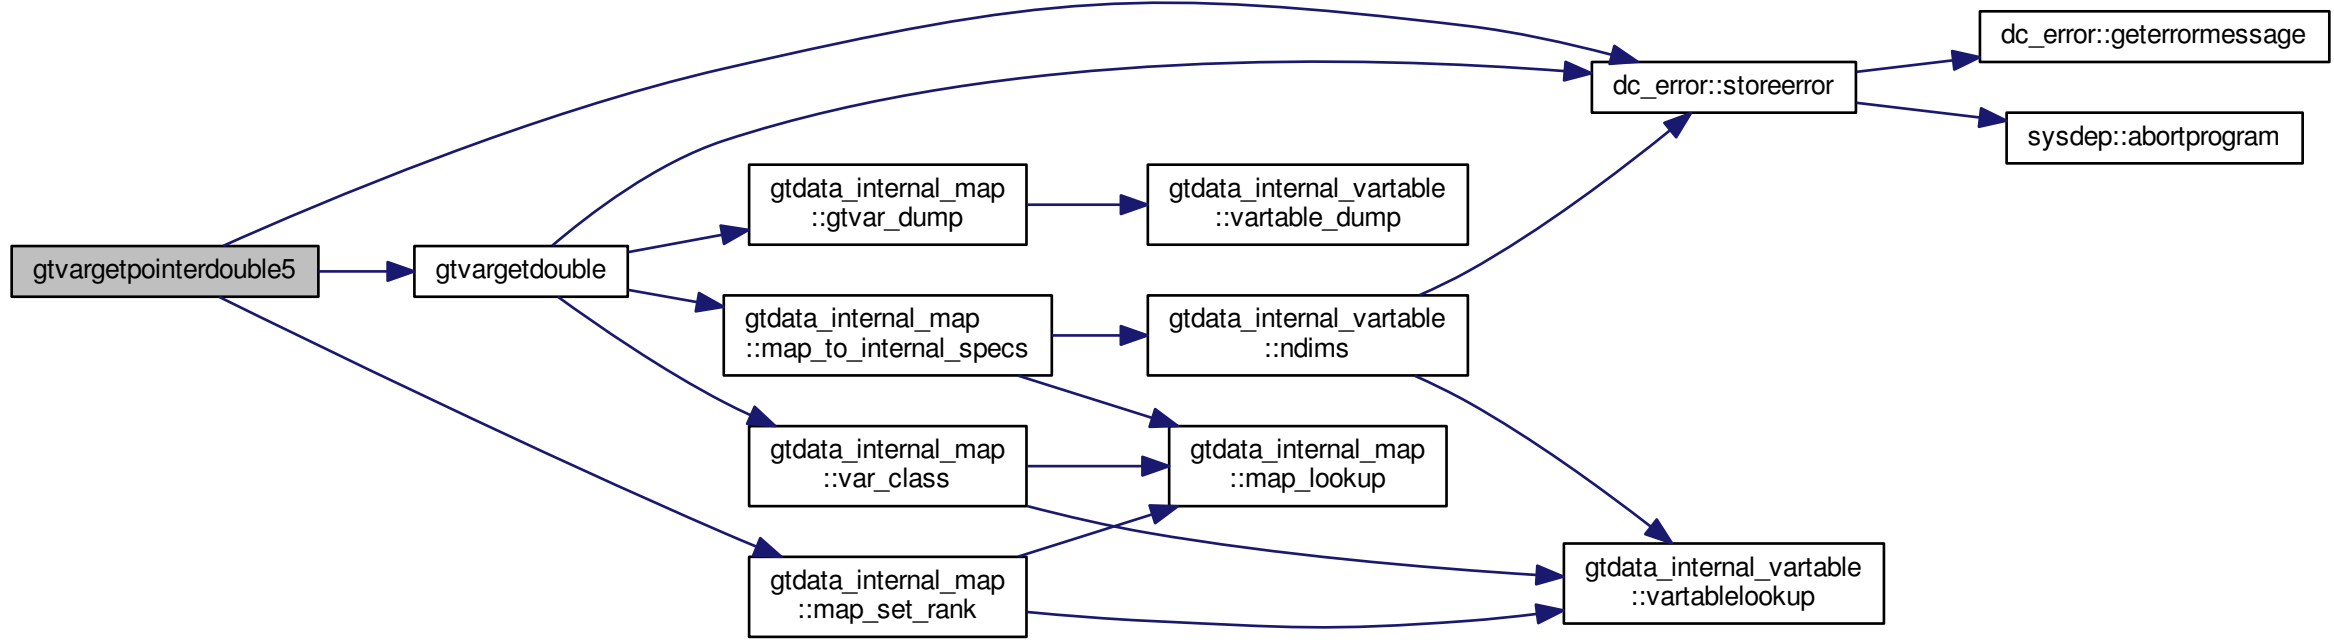 gtvargetpointerdouble5
gtvargetdouble
gtdata_internal_map
::gtvar_dump
gtdata_internal_map
::map_to_internal_specs
gtdata_internal_map
::var_class
gtdata_internal_map
::map_set_rank
gtdata_internal_vartable
::vartable_dump
gtdata_internal_vartable
::ndims
gtdata_internal_map
::map_lookup
dc_error::storeerror
gtdata_internal_vartable
::vartablelookup
dc_error::geterrormessage
sysdep::abortprogram